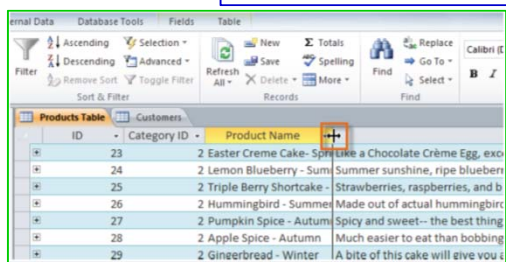 ernal Data Database Tools Fields Table
Filter
Ascending
Descending
Remove Sort
Selection
Advanced
Toggle Filter
Sort & Filter
Refresh All
New
Save
Delete
Totals
Spelling
More
Records
Find
Replace
Go To
Select
Find
Calibri (D
B I
Products Table Customers
ID Category ID Product Name
23 2 Easter Creme Cake- Spri Like a Chocolate Crème Egg, exce
24 2 Lemon Blueberry - Sum Summer sunshine, ripe blueberr
25 2 Triple Berry Shortcake - Strawberries, raspberries, and b
26 2 Hummingbird - Summer Made out of actual hummingbird
27 2 Pumpkin Spice - Autum Spicy and sweet-- the best thing
28 2 Apple Spice - Autumn Much easier to eat than bobbing
29 2 Gingerbread - Winter A bite of this cake will give you a